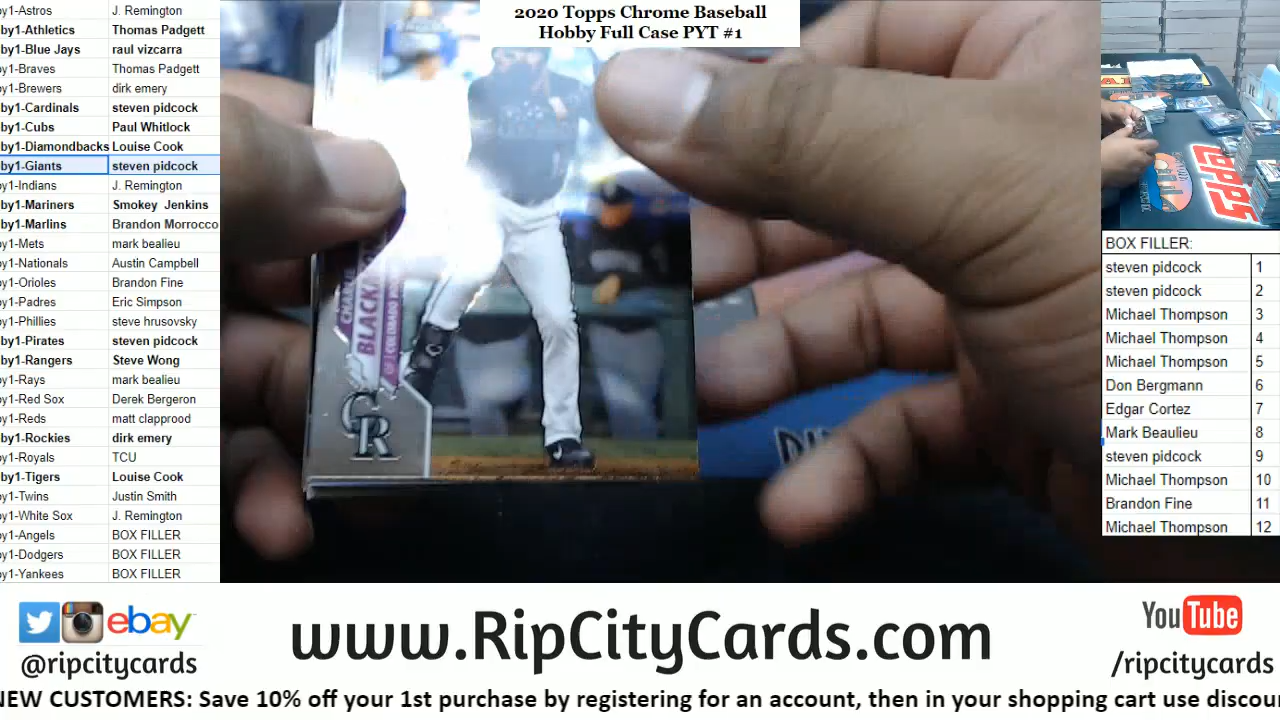 2020 Topps Chrome Baseball
Hobby Full Case PYT #1
by1-Astros J. Remington
by1-Athletics Thomas Padgett
by1-Blue Jays raul vizcarra
by1-Braves Thomas Padgett
by1-Brewers dirk emery
by1-Cardinals steven pidcock
by1-Cubs Paul Whitlock
by1-Diamondbacks Louise Cook
by1-Giants steven pidcock
by1-Indians J. Remington
by1-Mariners Smokey Jenkins
by1-Marlins Brandon Morrocco
by1-Mets mark bealieu
by1-Nationals Austin Campbell
by1-Orioles Brandon Fine
by1-Padres Eric Simpson
by1-Phillies steve hrusovsky
by1-Pirates steven pidcock
by1-Rangers Steve Wong
by1-Rays mark bealieu
by1-Red Sox Derek Bergeron
by1-Reds matt clapprood
by1-Rockies dirk emery
by1-Royals TCU
by1-Tigers Louise Cook
by1-Twins Justin Smith
by1-White Sox J. Remington
by1-Angels BOX FILLER
by1-Dodgers BOX FILLER
by1-Yankees BOX FILLER
CR
topps
BOX FILLER:
steven pidcock 1
steven pidcock 2
Michael Thompson 3
Michael Thompson 4
Michael Thompson 5
Don Bergmann 6
Edgar Cortez 7
Mark Beaulieu 8
steven pidcock 9
Michael Thompson 10
Brandon Fine 11
Michael Thompson 12
ebay
@ripcitycards
www.RipCityCards.com
YouTube
/ripcitycards
NEW CUSTOMERS: Save 10% off your 1st purchase by registering for an account, then in your shopping cart use discou